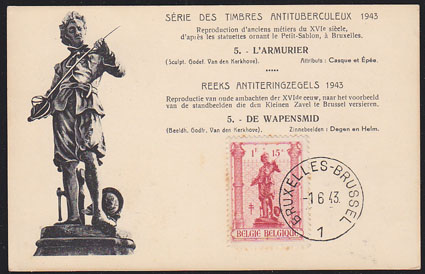 SÉRIE DES TIMBRES ANTITUBERCULEUX 1943
Reproduction d'anciens métiers du XVIe siècle,
d'après les statuettes ornant le Petit-Sablon, à Bruxelles.
5. - L'ARMURIER
(Sculpt. Godef. Van den Kerkhove). Attributs : Casque et Épée.
•••••
REEKS ANTITERINGZEGELS 1943
Reproductie van oude ambachten der XVIde eeuw, naar het voorbeeld
van de standbeelden die den Kleinen Zavel te Brussel versieren.
5. - DE WAPENSMID
(Beeldh. Godfr. Van den Kerkhove). Zinnebeelden : Degen en Helm.
1F 15c
BELGIE BELGIQUE
BRUXELLES-BRUSSEL
-1.6.43.
1